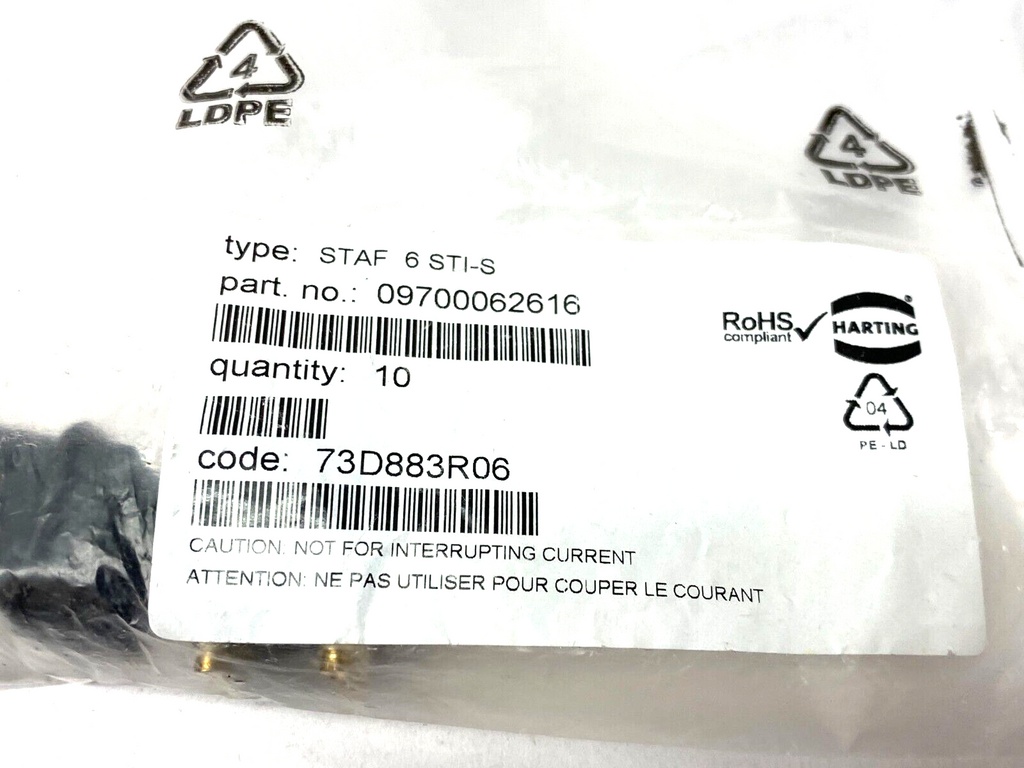 4
LDPE
4
LDPE
type: STAF 6 STI-S
part. no.: 09700062616
quantity: 10
code: 73D883R06
CAUTION: NOT FOR INTERRUPTING CURRENT
ATTENTION: NE PAS UTILISER POUR COUPER LE COURANT
RoHS
compliant
HARTING®
04
PE-LD